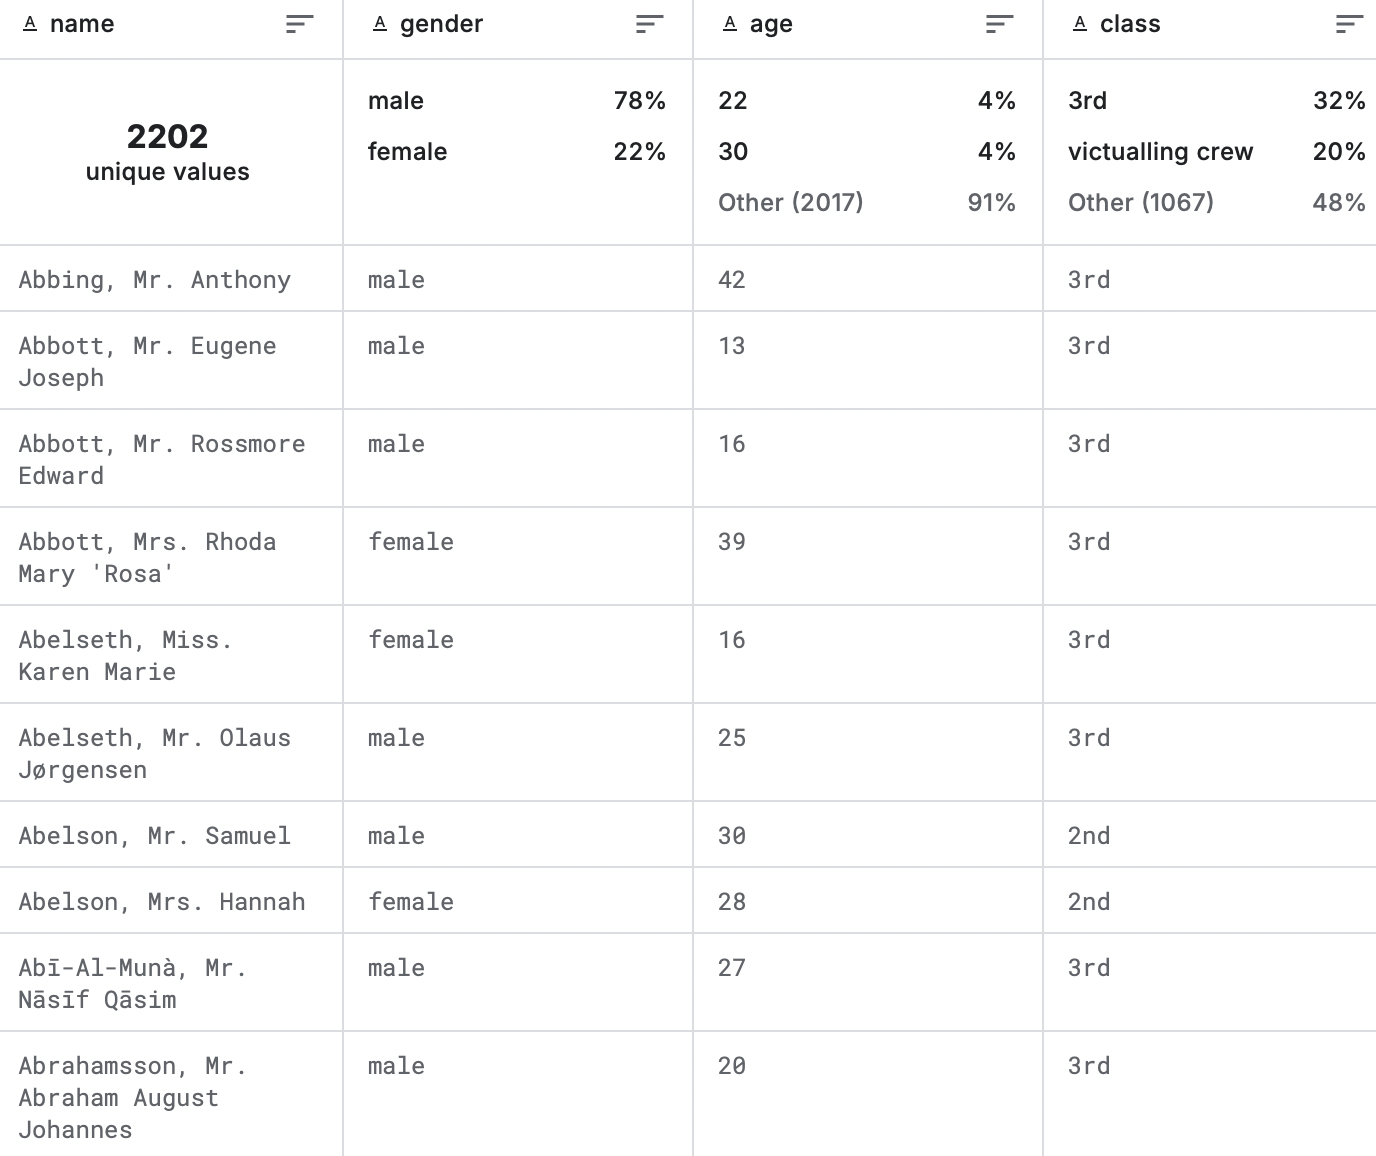 A name A gender A age A class
2202
unique values
male 78%
female 22%
22 4%
30 4%
Other (2017) 91%
3rd 32%
victualling crew 20%
Other (1067) 48%
Abbing, Mr. Anthony male 42 3rd
Abbott, Mr. Eugene male 13 3rd
Joseph
Abbott, Mr. Rossmore male 16 3rd
Edward
Abbott, Mrs. Rhoda female 39 3rd
Mary 'Rosa'
Abelseth, Miss. female 16 3rd
Karen Marie
Abelseth, Mr. Olaus male 25 3rd
Jørgensen
Abelson, Mr. Samuel male 30 2nd
Abelson, Mrs. Hannah female 28 2nd
Abī-Al-Munà, Mr. male 27 3rd
Nāsīf Qāsim
Abrahamsson, Mr. male 20 3rd
Abraham August
Johannes